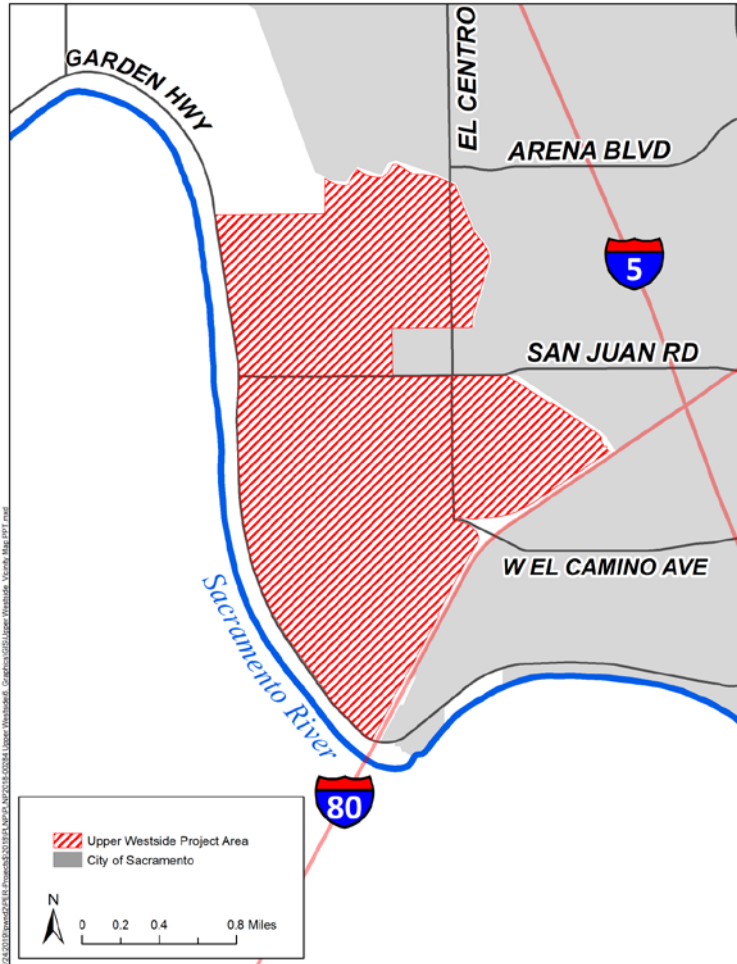 GARDEN HWY
EL CENTRO
ARENA BLVD
5
SAN JUAN RD
W EL CAMINO AVE
Sacramento River
80
Upper Westside Project Area
City of Sacramento
N
0 0.2 0.4 0.8 Miles